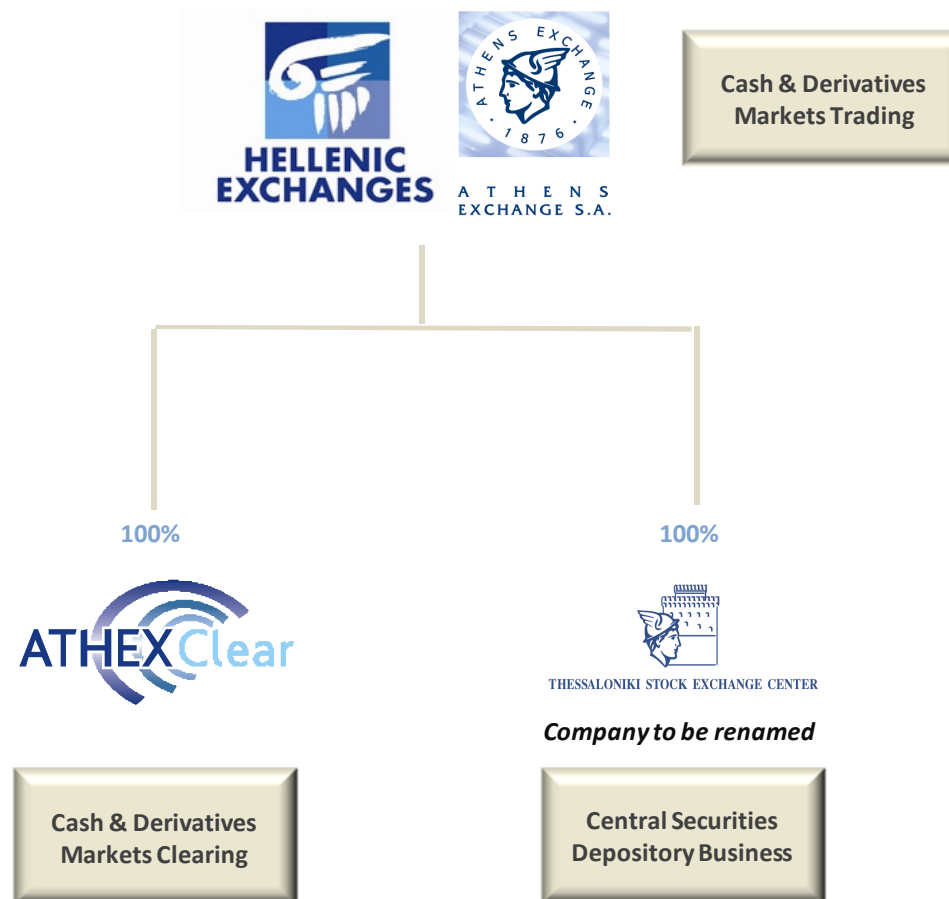 HELLENIC
EXCHANGES
ATHENS EXCHANGE
· 1876 ·
ATHENS
EXCHANGE S.A.
Cash & Derivatives
Markets Trading
100%
100%
ATHEXClear
THESSALONIKI STOCK EXCHANGE CENTER
Company to be renamed
Cash & Derivatives
Markets Clearing
Central Securities
Depository Business